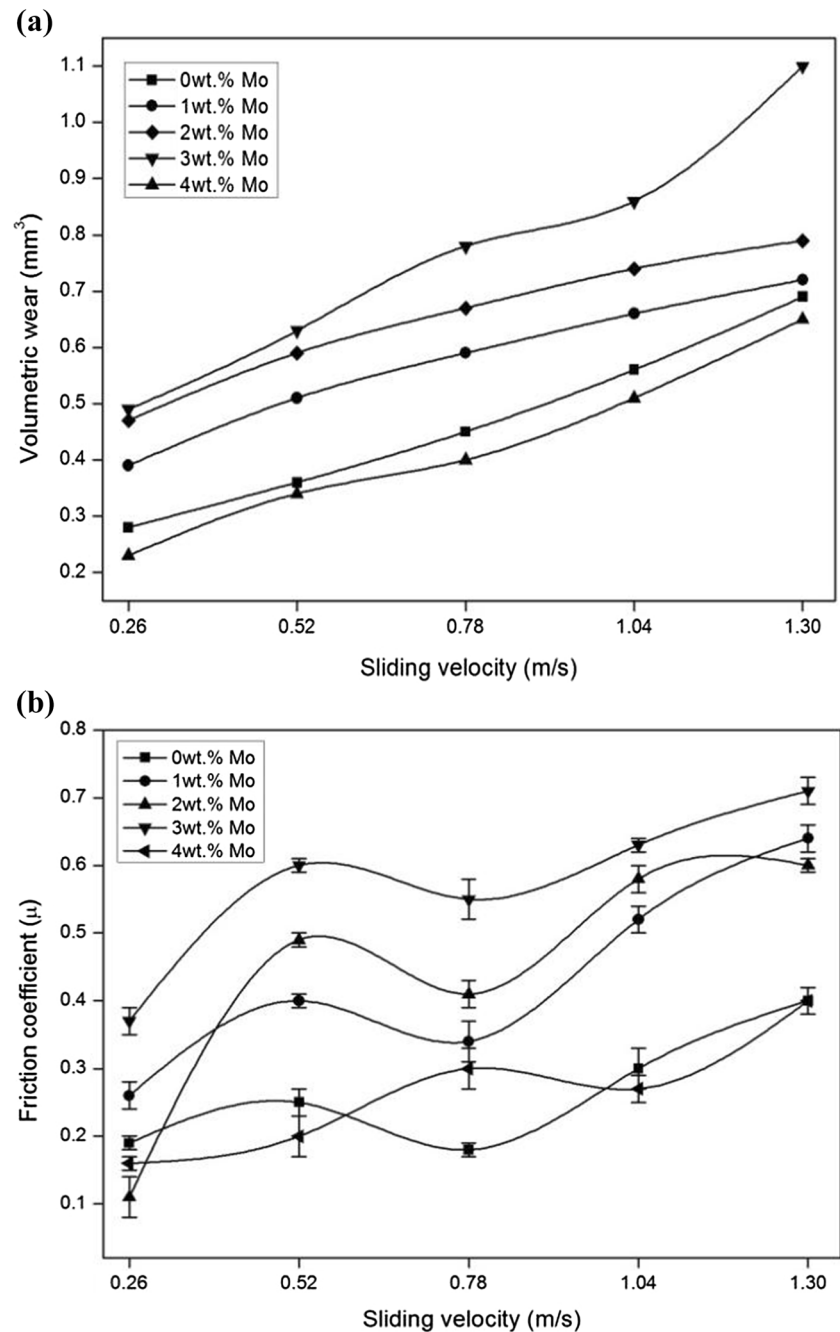 (a)
1.1
1.0
0.9
0.8
0.7
0.6
0.5
0.4
0.3
0.2
Volumetric wear (mm³)
0wt.% Mo
1wt.% Mo
2wt.% Mo
3wt.% Mo
4wt.% Mo
0.26 0.52 0.78 1.04 1.30
Sliding velocity (m/s)
(b)
0.8
0.7
0.6
0.5
0.4
0.3
0.2
0.1
Friction coefficient (μ)
0wt.% Mo
1wt.% Mo
2wt.% Mo
3wt.% Mo
4wt.% Mo
0.26 0.52 0.78 1.04 1.30
Sliding velocity (m/s)